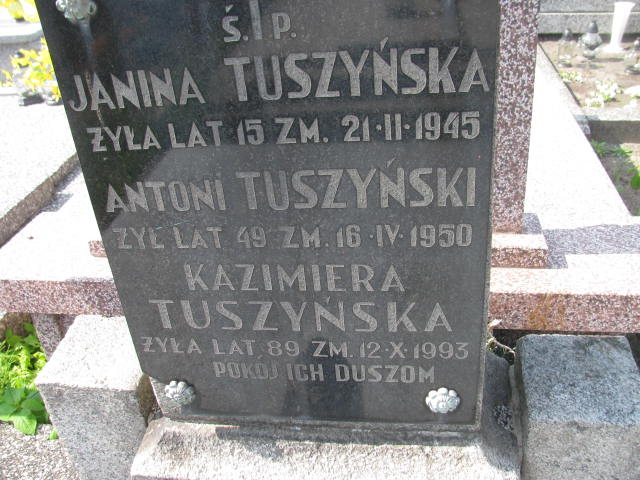 Ś. P.
JANINA TUSZYŃSKA
ŻYŁA LAT 15 ZM. 21·II·1945
ANTONI TUSZYŃSKI
ŻYŁ LAT 49 ZM. 16·IV·1950
KAZIMIERA
TUSZYŃSKA
ŻYŁA LAT 89 ZM. 12·X·1993
POKÓJ ICH DUSZOM